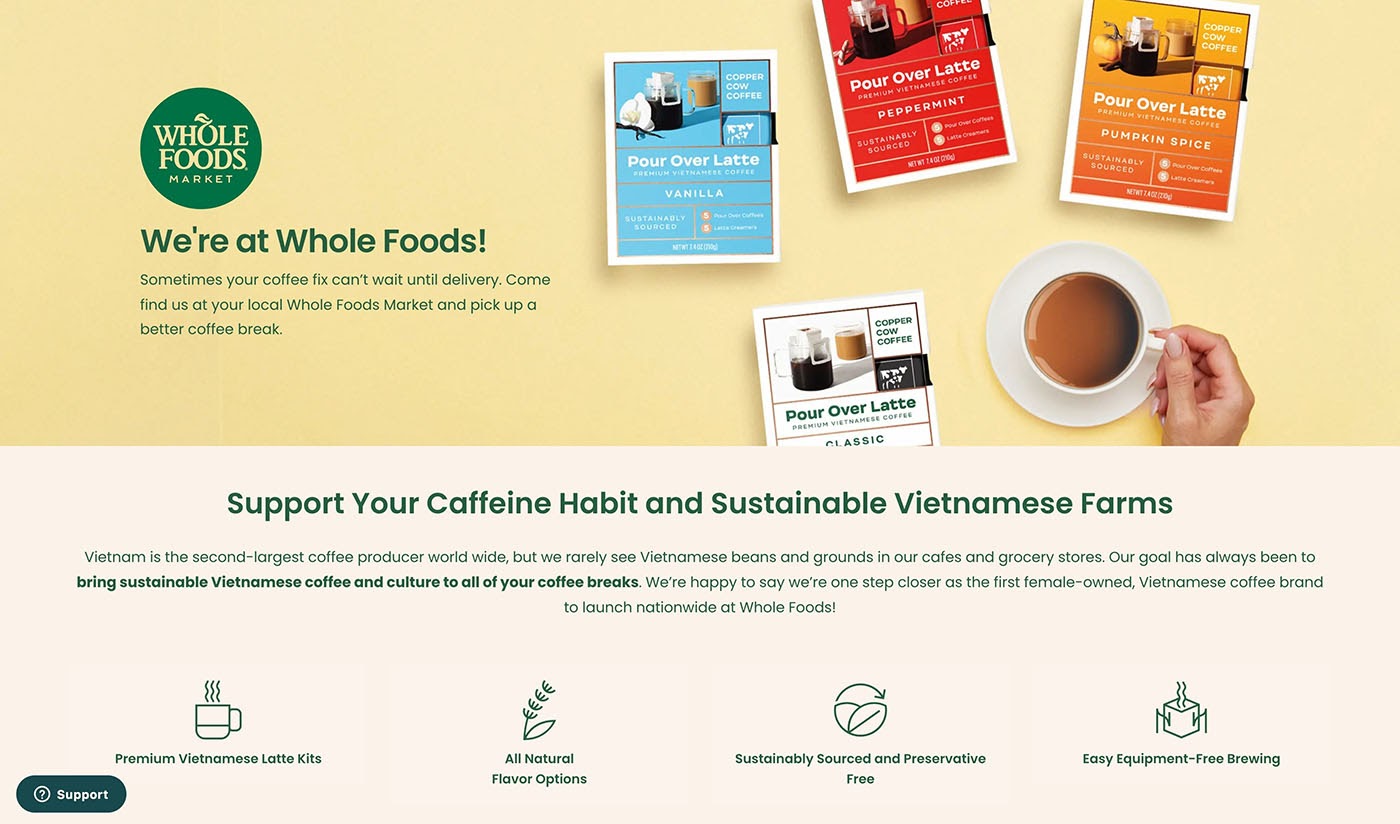 WHOLE
FOODS
MARKET
We're at Whole Foods!
Sometimes your coffee fix can’t wait until delivery. Come
find us at your local Whole Foods Market and pick up a
better coffee break.
COPPER
COW
COFFEE
Pour Over Latte
PREMIUM VIETNAMESE COFFEE
VANILLA
SUSTAINABLY
SOURCED
5 Pour Over Coffees
5 Latte Creamers
NET WT 7.4 OZ (210g)
COFFEE
Pour Over Latte
PREMIUM VIETNAMESE COFFEE
PEPPERMINT
SUSTAINABLY
SOURCED
5 Pour Over Coffees
5 Latte Creamers
NET WT 7.4 OZ (210g)
COPPER
COW
COFFEE
Pour Over Latte
PREMIUM VIETNAMESE COFFEE
PUMPKIN SPICE
SUSTAINABLY
SOURCED
5 Pour Over Coffees
5 Latte Creamers
NET WT 7.4 OZ (210g)
COPPER
COW
COFFEE
Pour Over Latte
PREMIUM VIETNAMESE COFFEE
CLASSIC
Support Your Caffeine Habit and Sustainable Vietnamese Farms
Vietnam is the second-largest coffee producer world wide, but we rarely see Vietnamese beans and grounds in our cafes and grocery stores. Our goal has always been to
bring sustainable Vietnamese coffee and culture to all of your coffee breaks. We’re happy to say we’re one step closer as the first female-owned, Vietnamese coffee brand
to launch nationwide at Whole Foods!
Premium Vietnamese Latte Kits
All Natural
Flavor Options
Sustainably Sourced and Preservative
Free
Easy Equipment-Free Brewing
? Support